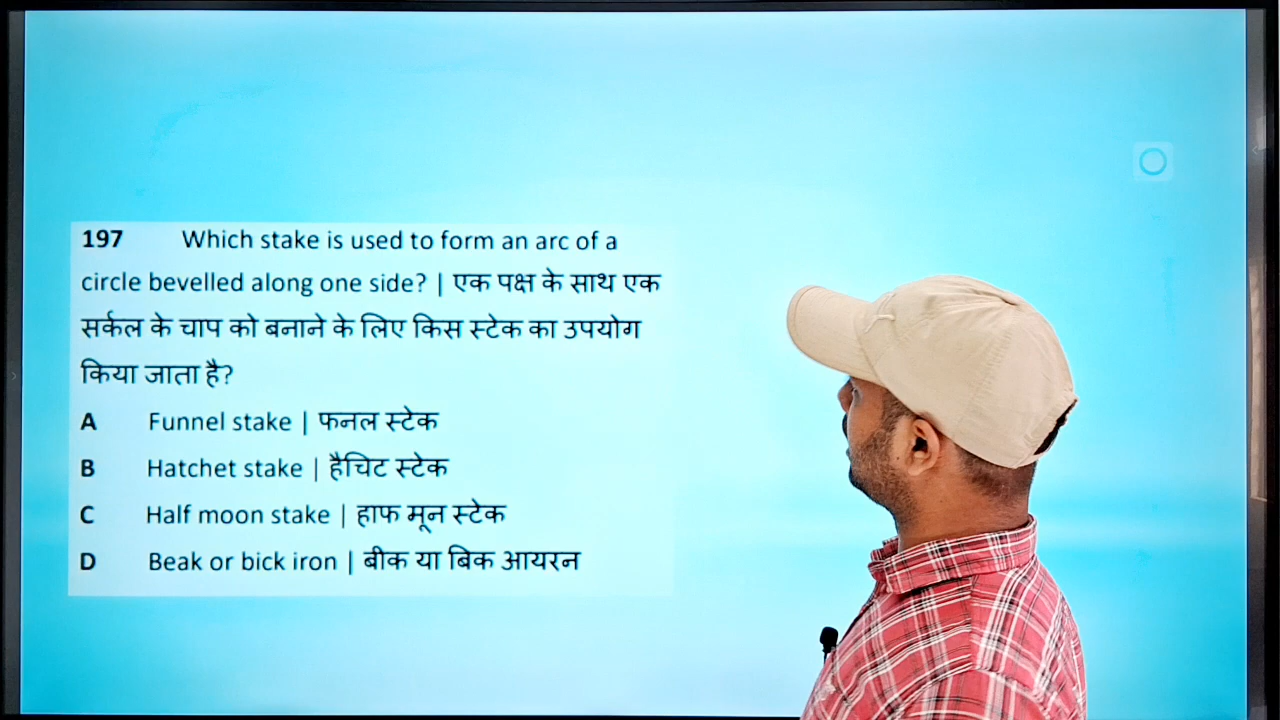 197 Which stake is used to form an arc of a
circle bevelled along one side? | एक पक्ष के साथ एक
सर्कल के चाप को बनाने के लिए किस स्टेक का उपयोग
किया जाता है?
A Funnel stake | फनल स्टेक
B Hatchet stake | हैचिट स्टेक
C Half moon stake | हाफ मून स्टेक
D Beak or bick iron | बीक या बिक आयरन